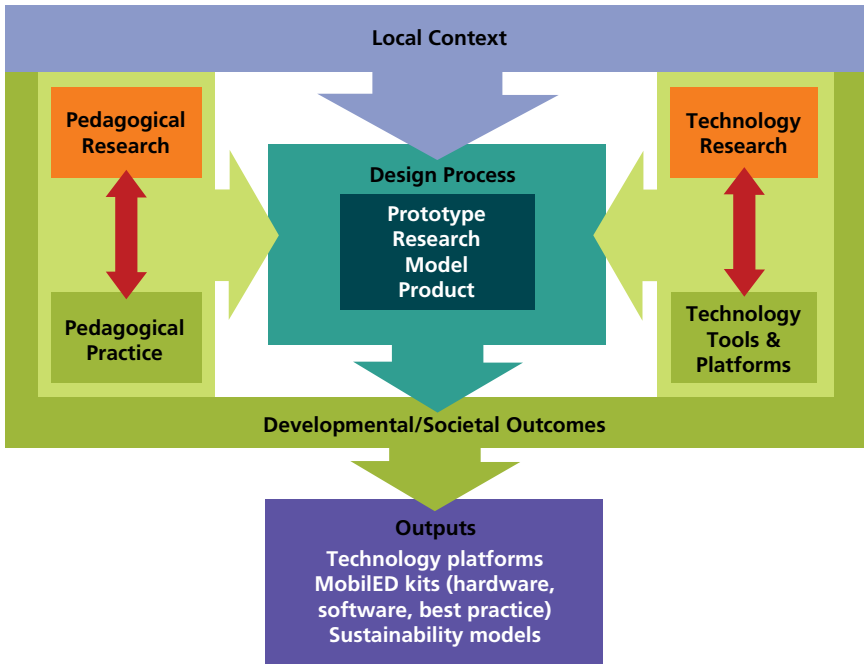 Local Context
Pedagogical
Research
Technology
Research
Design Process
Prototype
Research
Model
Product
Pedagogical
Practice
Technology
Tools &
Platforms
Developmental/Societal Outcomes
Outputs
Technology platforms
MobilED kits (hardware,
software, best practice)
Sustainability models